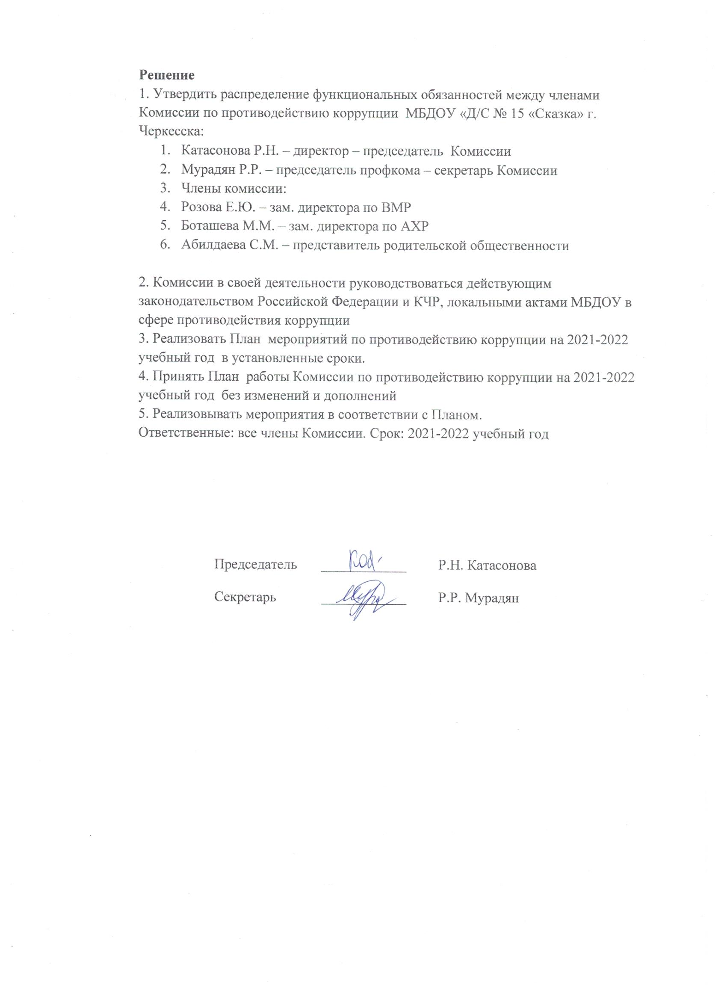 Решение
1. Утвердить распределение функциональных обязанностей между членами
Комиссии по противодействию коррупции МБДОУ «Д/С № 15 «Сказка» г.
Черкесска:
1. Катасонова Р.Н. – директор – председатель Комиссии
2. Мурадян Р.Р. – председатель профкома – секретарь Комиссии
3. Члены комиссии:
4. Розова Е.Ю. – зам. директора по ВМР
5. Боташева М.М. – зам. директора по АХР
6. Абилдаева С.М. – представитель родительской общественности
2. Комиссии в своей деятельности руководствоваться действующим
законодательством Российской Федерации и КЧР, локальными актами МБДОУ в
сфере противодействия коррупции
3. Реализовать План мероприятий по противодействию коррупции на 2021-2022
учебный год в установленные сроки.
4. Принять План работы Комиссии по противодействию коррупции на 2021-2022
учебный год без изменений и дополнений
5. Реализовывать мероприятия в соответствии с Планом.
Ответственные: все члены Комиссии. Срок: 2021-2022 учебный год
Председатель Р.Н. Катасонова
Секретарь Р.Р. Мурадян